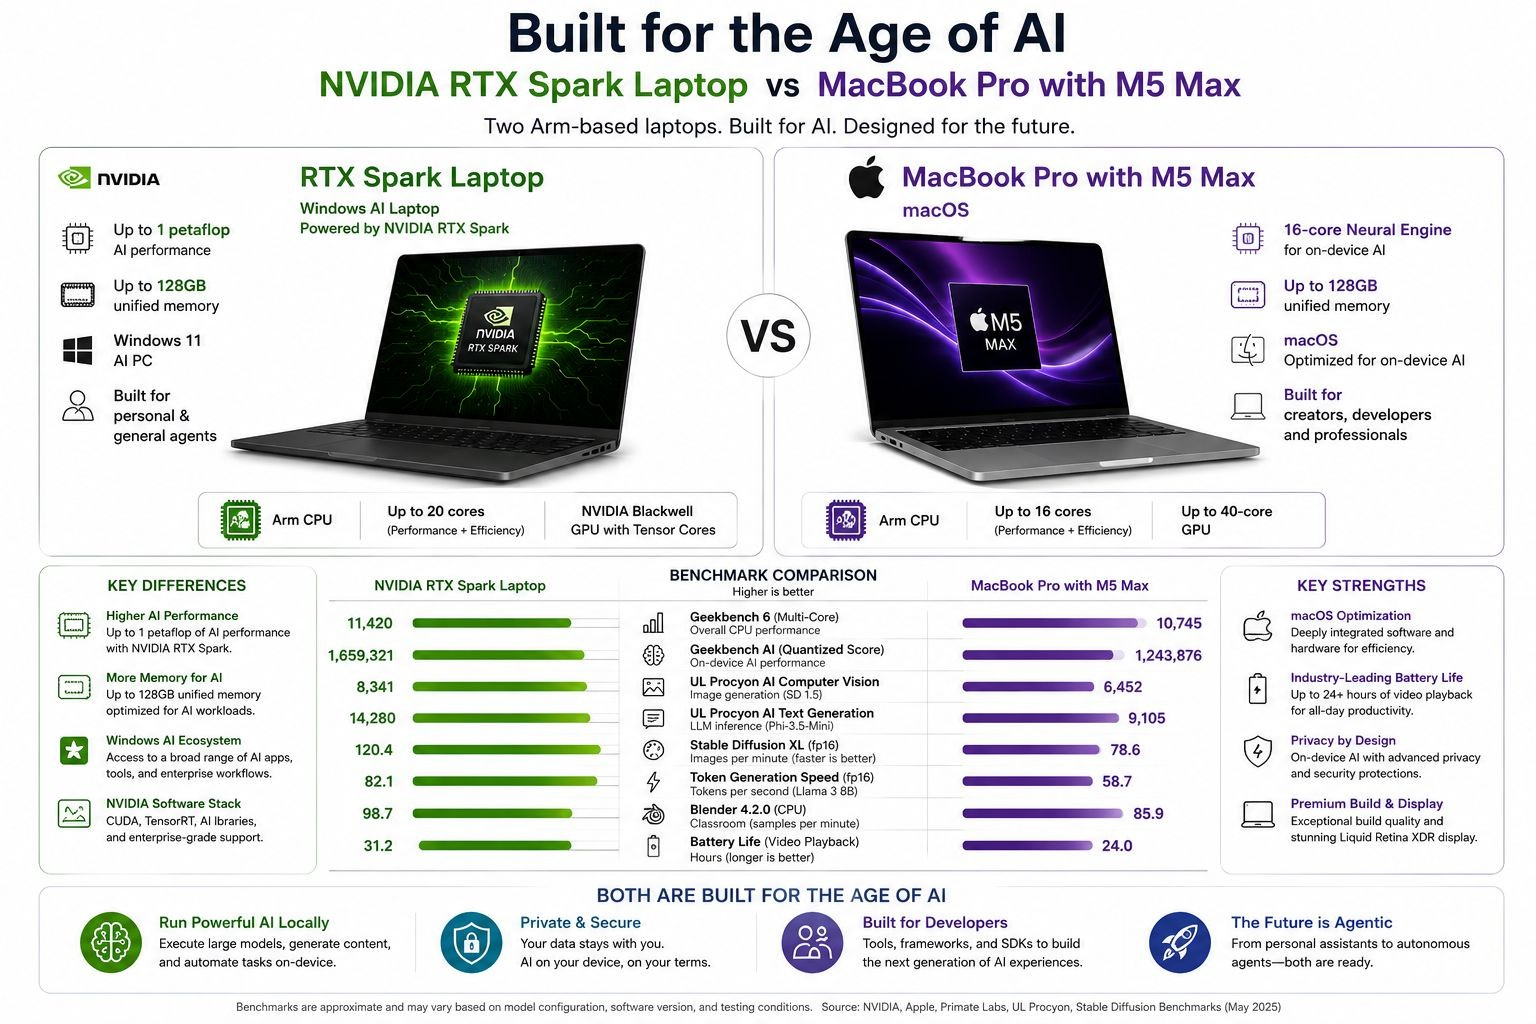 Built for the Age of AI
NVIDIA RTX Spark Laptop vs MacBook Pro with M5 Max
Two Arm-based laptops. Built for AI. Designed for the future.
NVIDIA
RTX Spark Laptop
Windows AI Laptop
Powered by NVIDIA RTX Spark
Up to 1 petaflop
AI performance
Up to 128GB
unified memory
Windows 11
AI PC
Built for
personal &
general agents
NVIDIA
RTX SPARK
Arm CPU
Up to 20 cores
(Performance + Efficiency)
NVIDIA Blackwell
GPU with Tensor Cores
VS
MacBook Pro with M5 Max
macOS
M5
MAX
16-core Neural Engine
for on-device AI
Up to 128GB
unified memory
macOS
Optimized for on-device AI
Built for
creators, developers
and professionals
Arm CPU
Up to 16 cores
(Performance + Efficiency)
Up to 40-core
GPU
KEY DIFFERENCES
Higher AI Performance
Up to 1 petaflop of AI performance
with NVIDIA RTX Spark.
More Memory for AI
Up to 128GB unified memory
optimized for AI workloads.
Windows AI Ecosystem
Access to a broad range of AI apps,
tools, and enterprise workflows.
NVIDIA Software Stack
CUDA, TensorRT, AI lbraries,
and enterprise-grade support.
NVIDIA RTX Spark Laptop
BENCHMARK COMPARISON
Higher is better
MacBook Pro with M5 Max
11,420
Geekbench 6 (Multi-Core)
Overall CPU performance
10,745
1,659,321
Geekbench AI (Quantized Score)
On-device AI performance
1,243,876
8,341
UL Procyon AI Computer Vision
Image generation (SD 1.5)
6,452
14,280
UL Procyon AI Text Generation
LLM inference (Phi-3.5-Mini)
9,105
120.4
Stable Diffusion XL (fp16)
Images per minute (faster is better)
78.6
82.1
Token Generation Speed (fp16)
Tokens per second (Llama 3 8B)
58.7
98.7
Blender 4.2.0 (CPU)
Classroom (samples per minute)
85.9
31.2
Battery Life (Video Playback)
Hours (longer is better)
24.0
KEY STRENGTHS
macOS Optimization
Deeply integrated software and
hardware for efficiency.
Industry-Leading Battery Life
Up to 24+ hours of video playback
for all-day productivity.
Privacy by Design
On-device AI with advanced privacy
and security protections.
Premium Build & Display
Exceptional build quality and
stunning Liquid Retina XDR display.
BOTH ARE BUILT FOR THE AGE OF AI
Run Powerful AI Locally
Execute large models, generate content,
and automate tasks on-device.
Private & Secure
Your data stays with you.
AI on your device, on your terms.
Built for Developers
Tools, frameworks, and SDKs to build
the next generation of AI experiences.
The Future is Agentic
From personal assistants to autonomous
agents—both are ready.
Benchmarks are approximate and may vary based on model configuration, software version, and testing conditions. Source: NVIDIA, Apple, Primate Labs, UL Procyon, Stable Diffusion Benchmarks (May 2025)